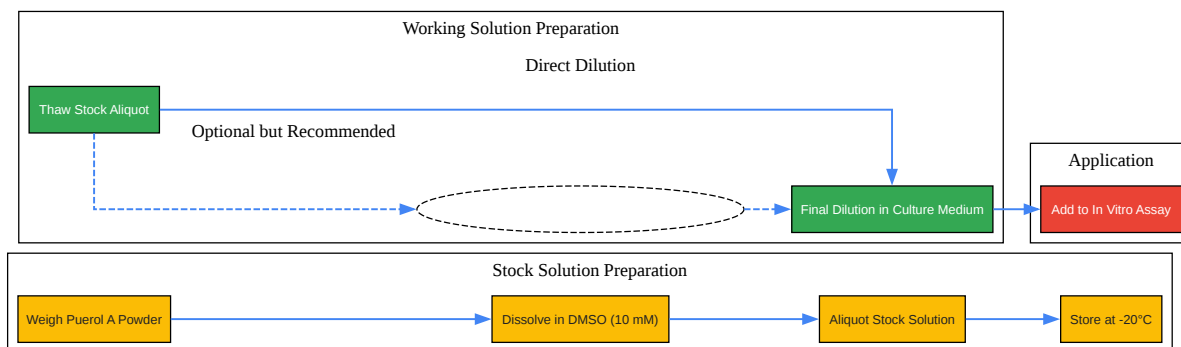 Working Solution Preparation
Direct Dilution
Thaw Stock Aliquot
Optional but Recommended
Final Dilution in Culture Medium
Application
Add to In Vitro Assay
Stock Solution Preparation
Weigh Puerol A Powder
Dissolve in DMSO (10 mM)
Aliquot Stock Solution
Store at -20°C